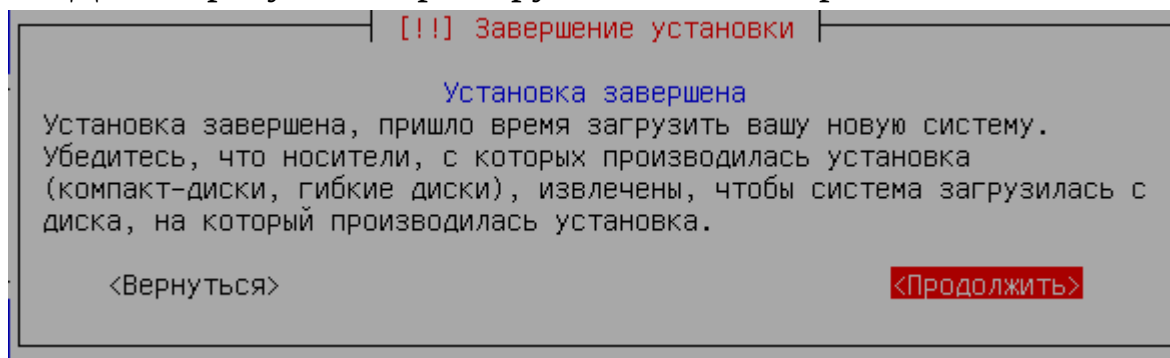 [!!] Завершение установки
Установка завершена
Установка завершена, пришло время загрузить вашу новую систему.
Убедитесь, что носители, с которых производилась установка
(компакт-диски, гибкие диски), извлечены, чтобы система загрузилась с
диска, на который производилась установка.
<Вернуться> <Продолжить>